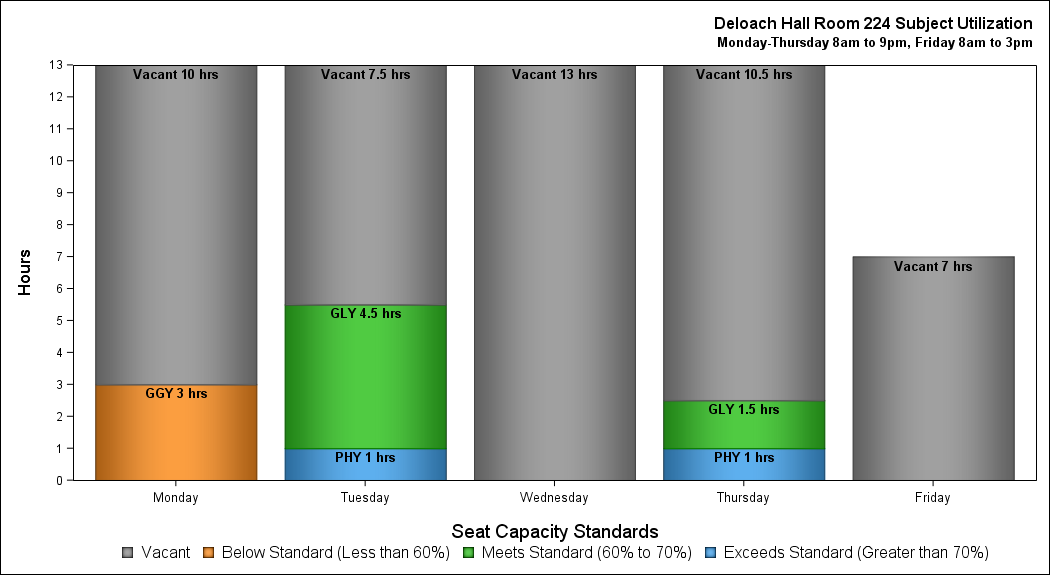 Deloach Hall Room 224 Subject Utilization
Monday-Thursday 8am to 9pm, Friday 8am to 3pm
Hours
13
12
11
10
9
8
7
6
5
4
3
2
1
0
Vacant 10 hrs
GGY 3 hrs
Vacant 7.5 hrs
GLY 4.5 hrs
PHY 1 hrs
Vacant 13 hrs
Vacant 10.5 hrs
GLY 1.5 hrs
PHY 1 hrs
Vacant 7 hrs
Monday Tuesday Wednesday Thursday Friday
Seat Capacity Standards
Vacant Below Standard (Less than 60%) Meets Standard (60% to 70%) Exceeds Standard (Greater than 70%)